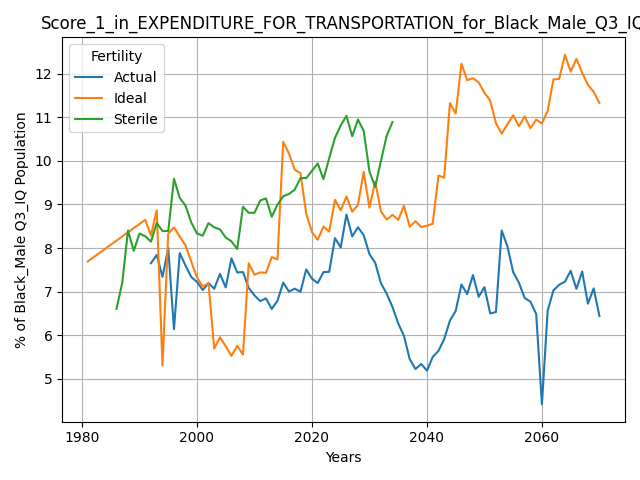 Score_1_in_EXPENDITURE_FOR_TRANSPORTATION_for_Black_Male_Q3_IQ
Fertility
Actual
Ideal
Sterile
% of Black_Male Q3_IQ Population
12
11
10
9
8
7
6
5
1980
2000
2020
2040
2060
Years